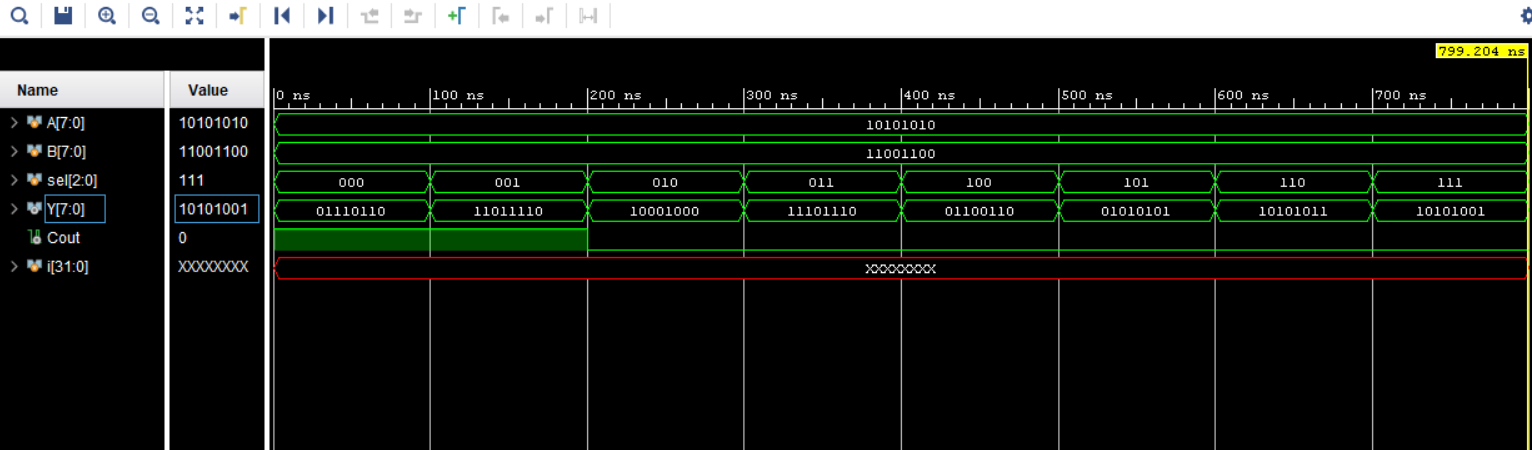 799.204 ns
Name Value
0 ns 100 ns 200 ns 300 ns 400 ns 500 ns 600 ns 700 ns
A[7:0] 10101010 10101010
B[7:0] 11001100 11001100
sel[2:0] 111 000 001 010 011 100 101 110 111
Y[7:0] 10101001 01110110 11011110 10001000 11101110 01100110 01010101 10101011 10101001
Cout 0
i[31:0] XXXXXXXX XXXXXXXX